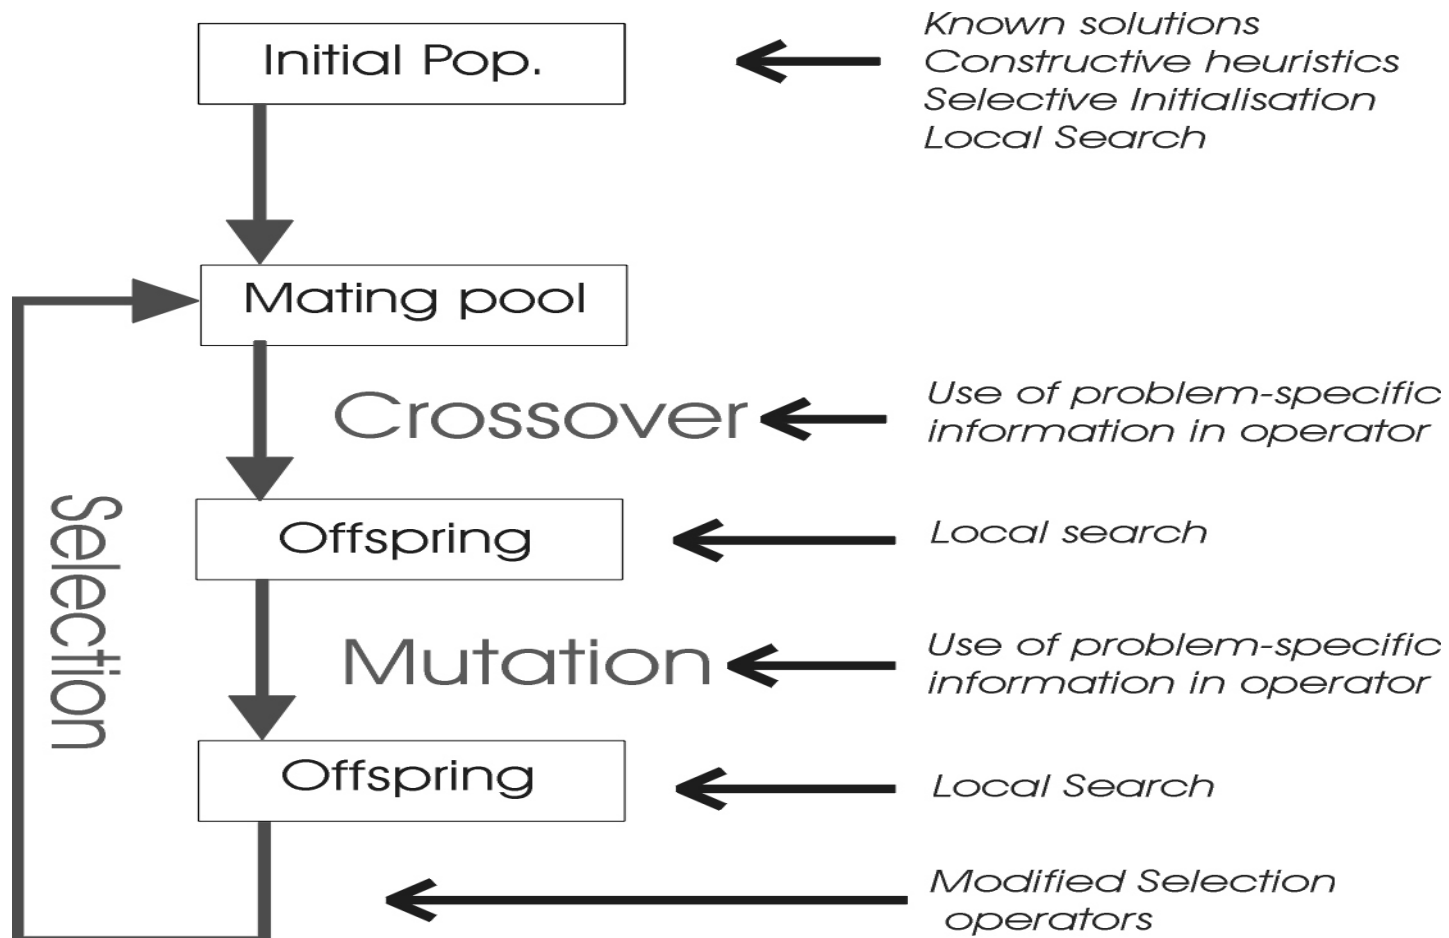 Initial Pop.
Known solutions
Constructive heuristics
Selective Initialisation
Local Search
Mating pool
Crossover
Use of problem-specific
information in operator
Selection
Offspring
Local search
Mutation
Use of problem-specific
information in operator
Offspring
Local Search
Modified Selection
operators